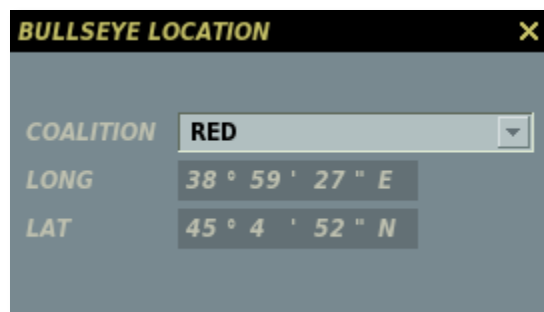 BULLSEYE LOCATION
COALITION RED
LONG 38 ° 59 ' 27 " E
LAT 45 ° 4 ' 52 " N